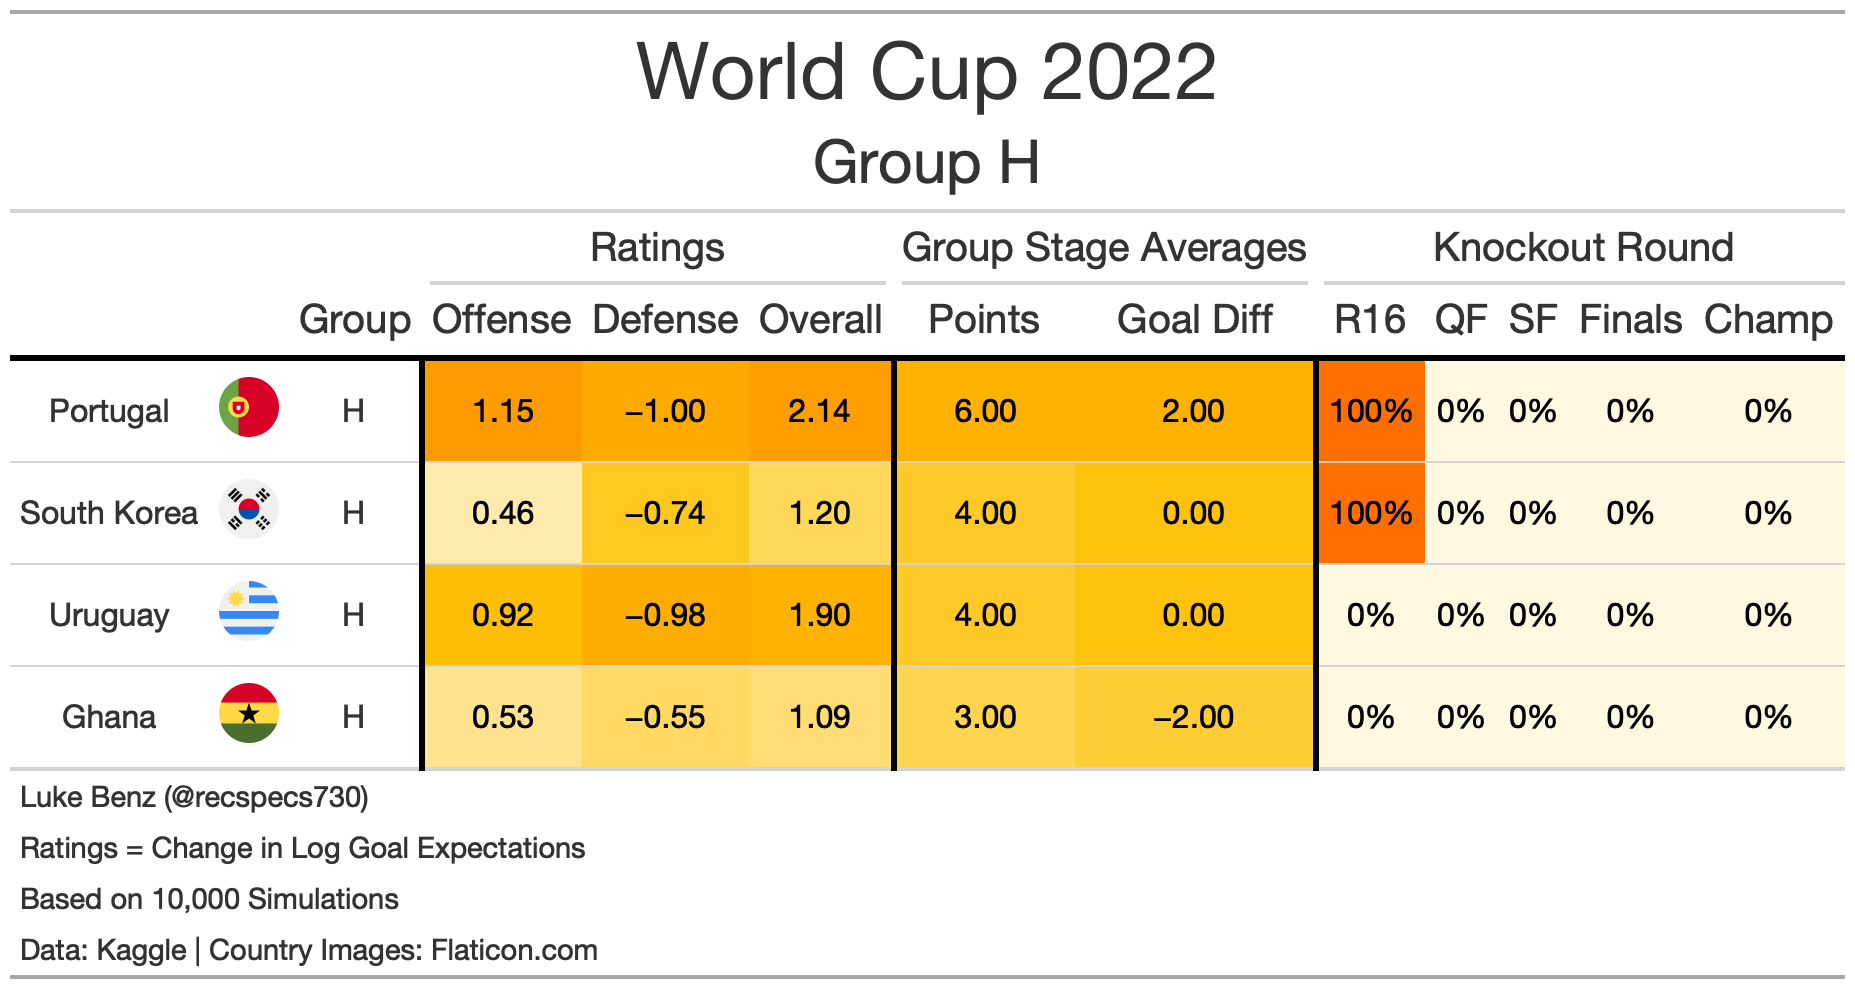 World Cup 2022
Group H
Ratings Group Stage Averages Knockout Round
Group Offense Defense Overall Points Goal Diff R16 QF SF Finals Champ
Portugal H 1.15 −1.00 2.14 6.00 2.00 100% 0% 0% 0% 0%
South Korea H 0.46 −0.74 1.20 4.00 0.00 100% 0% 0% 0% 0%
Uruguay H 0.92 −0.98 1.90 4.00 0.00 0% 0% 0% 0% 0%
Ghana H 0.53 −0.55 1.09 3.00 −2.00 0% 0% 0% 0% 0%
Luke Benz (@recspecs730)
Ratings = Change in Log Goal Expectations
Based on 10,000 Simulations
Data: Kaggle | Country Images: Flaticon.com